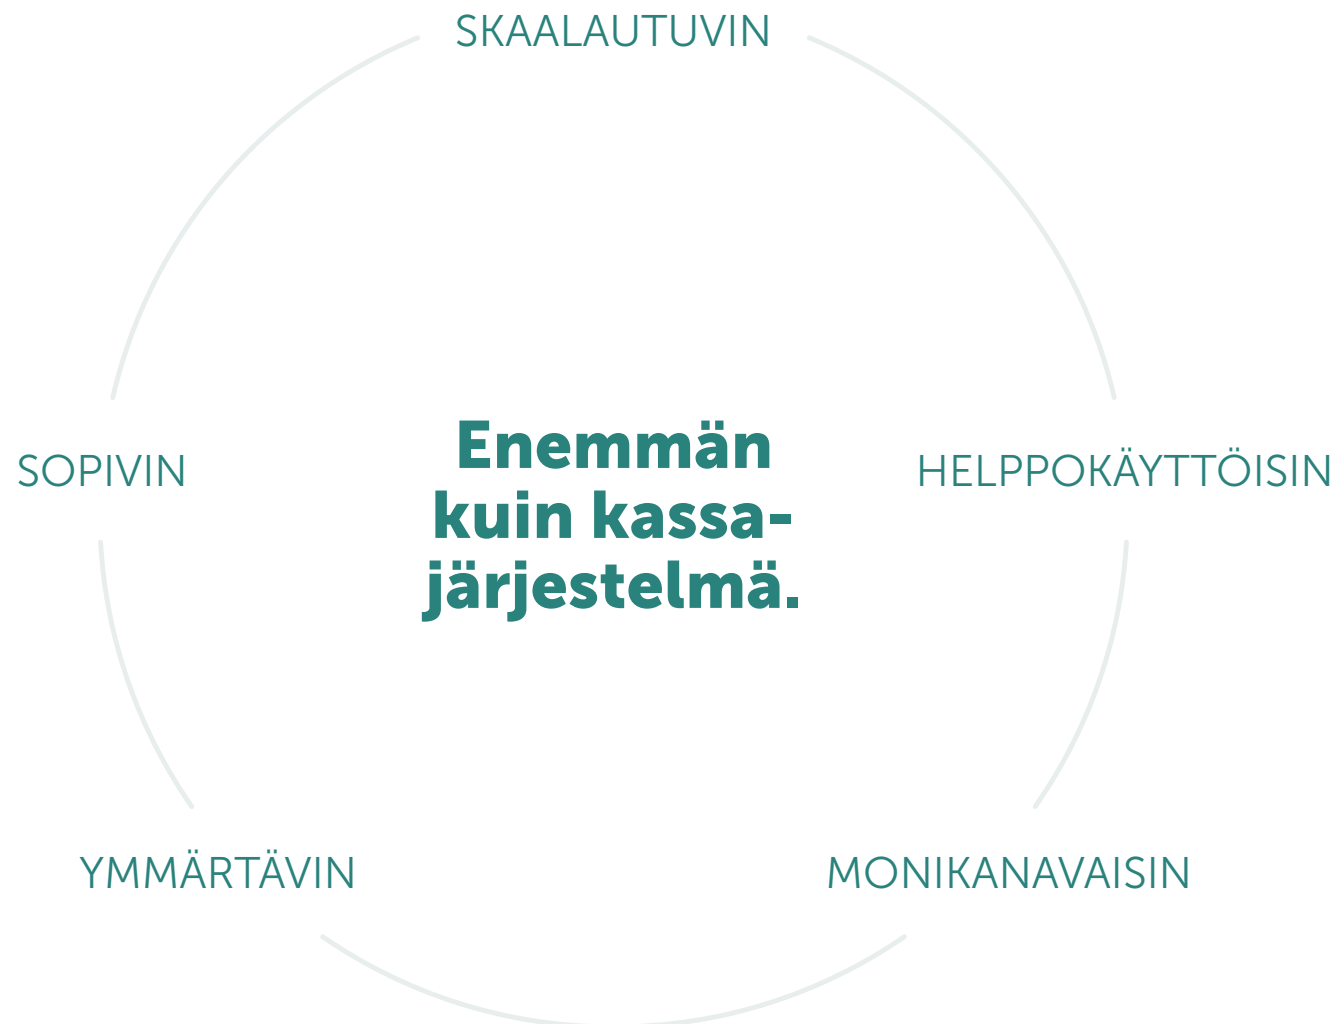 SKAALAUTUVIN
SOPIVIN
Enemmän
kuin kassa-
järjestelmä.
HELPPOKÄYTTÖISIN
YMMÄRTÄVIN
MONIKANAVAISIN